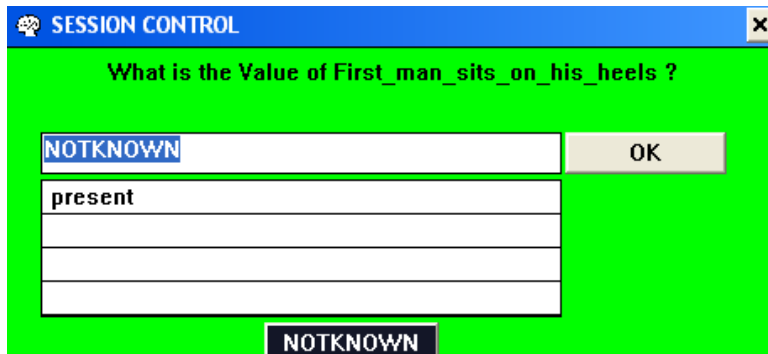 SESSION CONTROL
What is the Value of First_man_sits_on_his_heels ?
NOTKNOWN
OK
present
NOTKNOWN